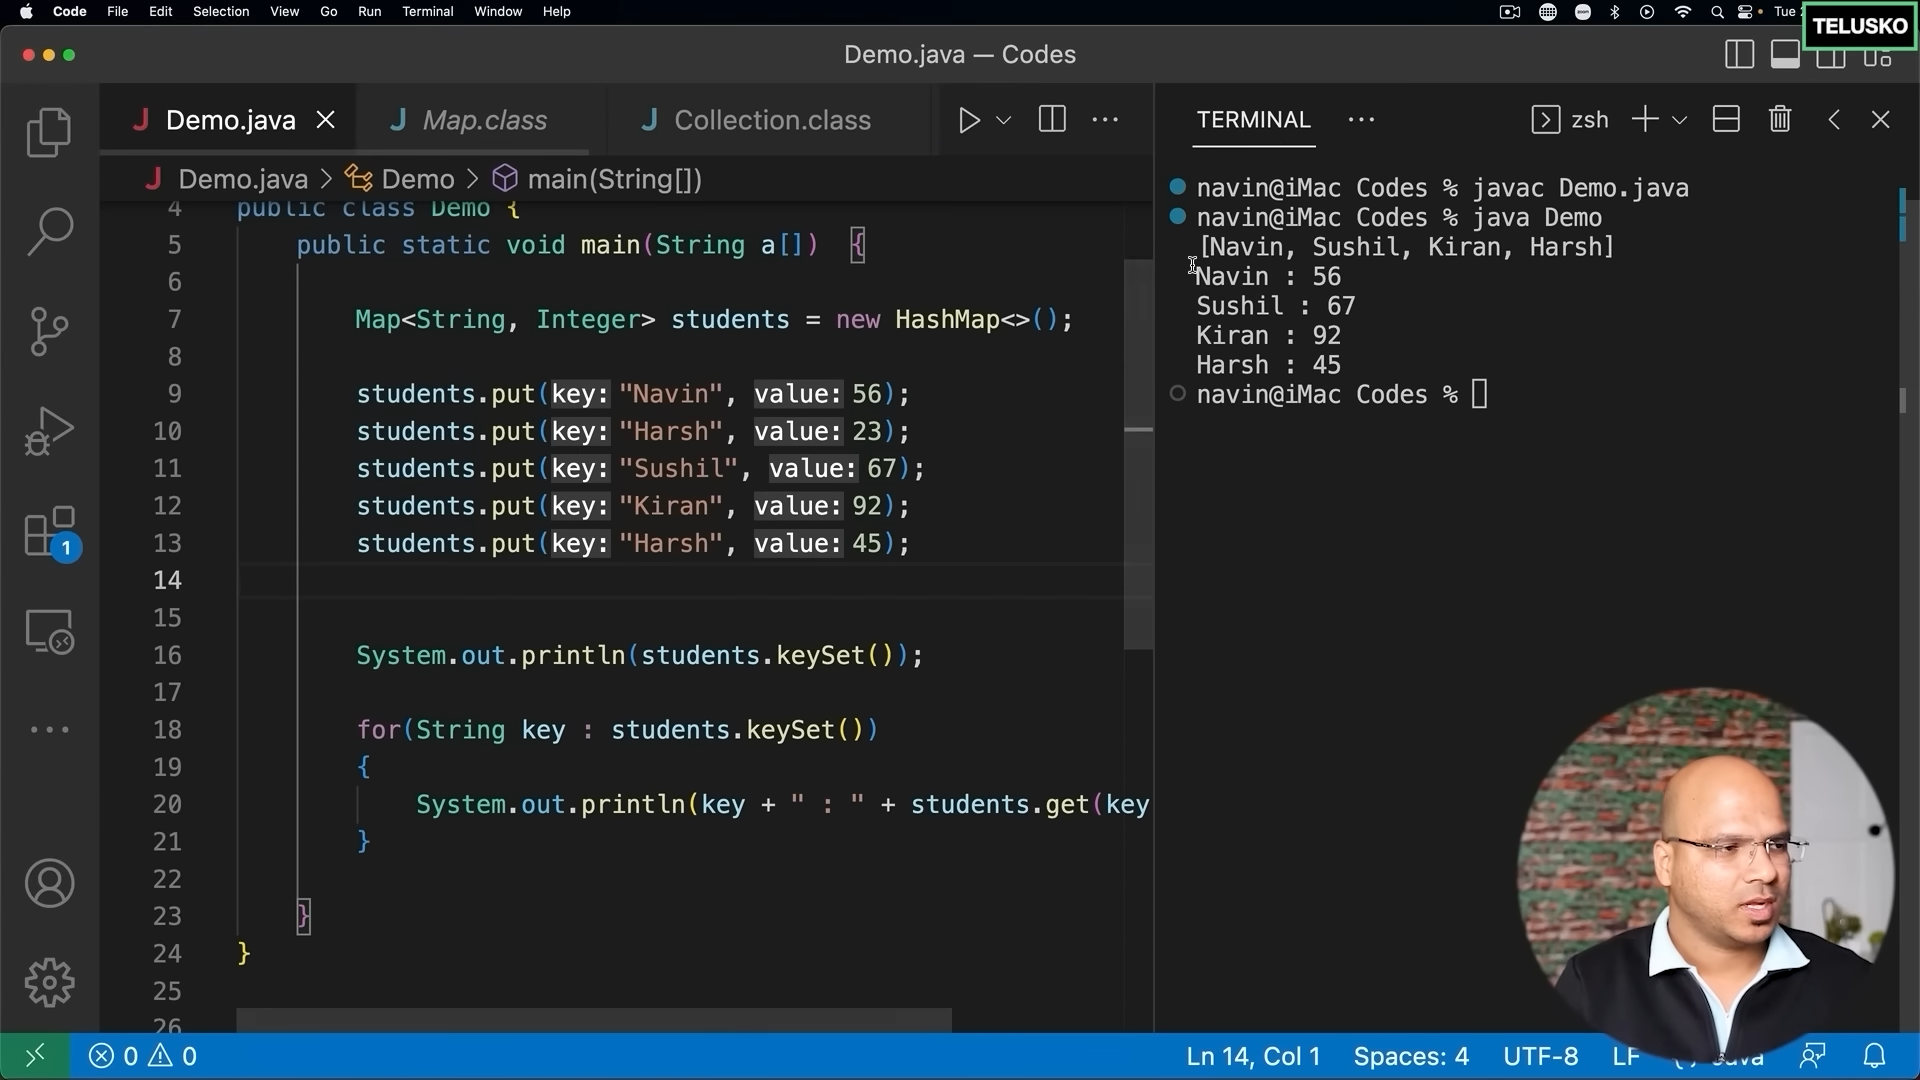 Code File Edit Selection View Go Run Terminal Window Help
zoom
Tue
TELUSKO
Demo.java — Codes
Demo.java
Map.class
Collection.class
Demo.java > Demo > main(String[])
4 public class Demo {
5 public static void main(String a[]) {
6
7 Map<String, Integer> students = new HashMap<>();
8
9 students.put(key: "Navin", value: 56);
10 students.put(key: "Harsh", value: 23);
11 students.put(key: "Sushil", value: 67);
12 students.put(key: "Kiran", value: 92);
13 students.put(key: "Harsh", value: 45);
14
15
16 System.out.println(students.keySet());
17
18 for(String key : students.keySet())
19 {
20 System.out.println(key + " : " + students.get(key
21 }
22
23 }
24 }
25
26
1
TERMINAL
zsh
navin@iMac Codes % javac Demo.java
navin@iMac Codes % java Demo
[Navin, Sushil, Kiran, Harsh]
Navin : 56
Sushil : 67
Kiran : 92
Harsh : 45
navin@iMac Codes %
0 0
Ln 14, Col 1 Spaces: 4 UTF-8 LF